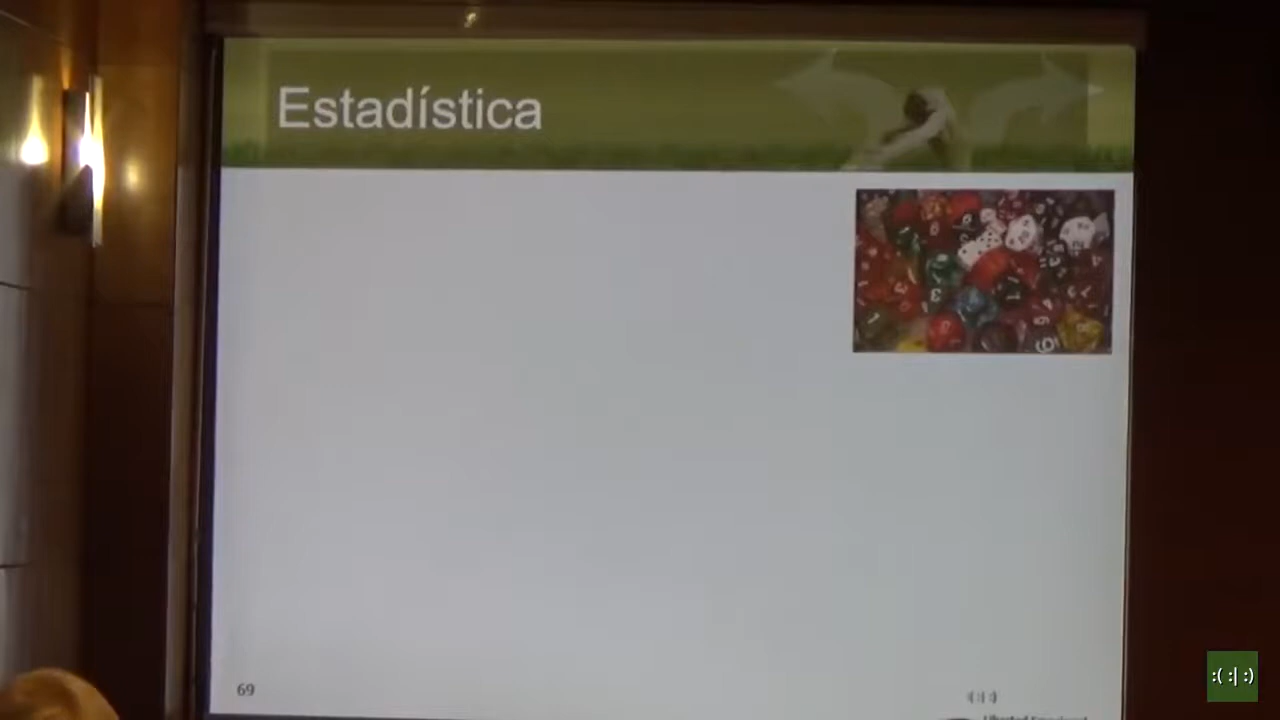 Estadística
69
:( :| :)
:( :| :)